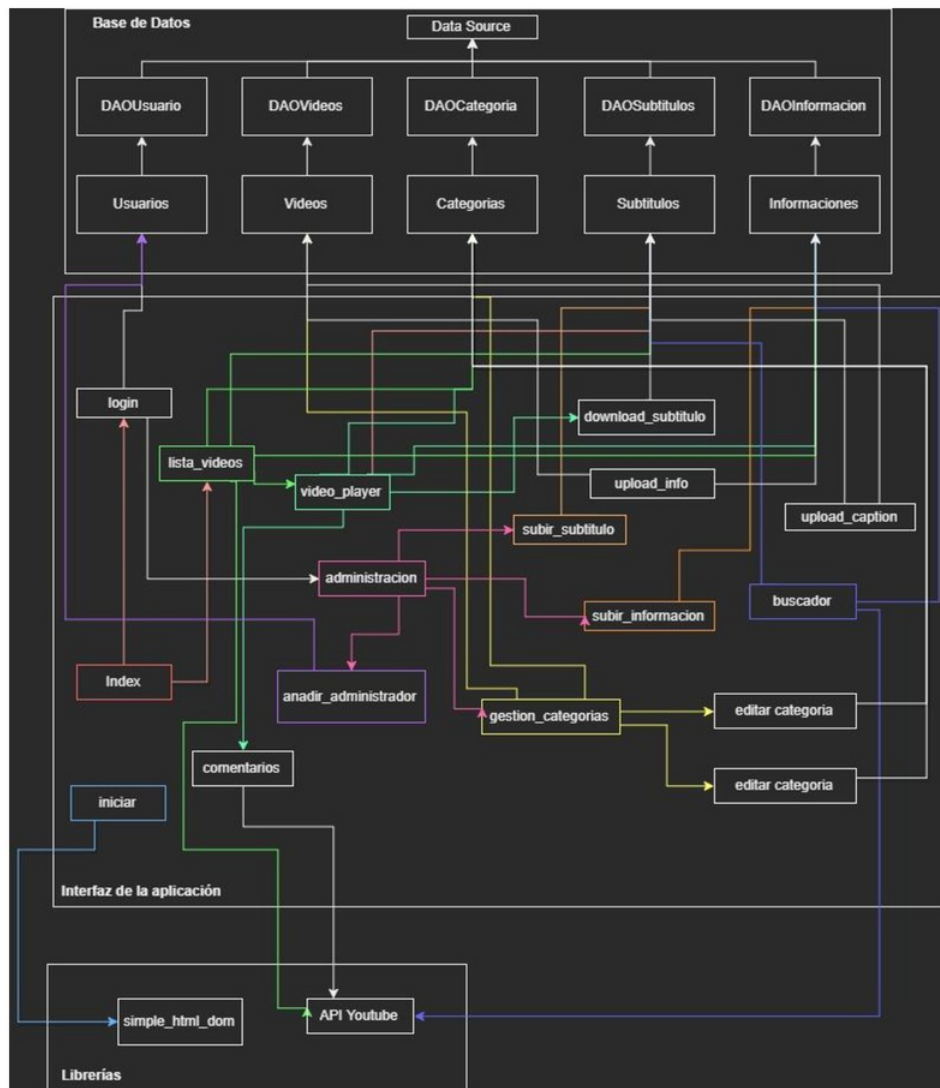 Base de Datos
Data Source
DAOUsuario
DAOVideos
DAOCategoria
DAOSubtitulos
DAOInformacion
Usuarios
Videos
Categorias
Subtitulos
Informaciones
login
download_subtitulo
lista_videos
video_player
upload_info
upload_caption
subir_subtitulo
administracion
buscador
subir_informacion
Index
anadir_administrador
gestion_categorias
editar categoria
comentarios
editar categoria
iniciar
Interfaz de la aplicación
simple_html_dom
API Youtube
Librerías